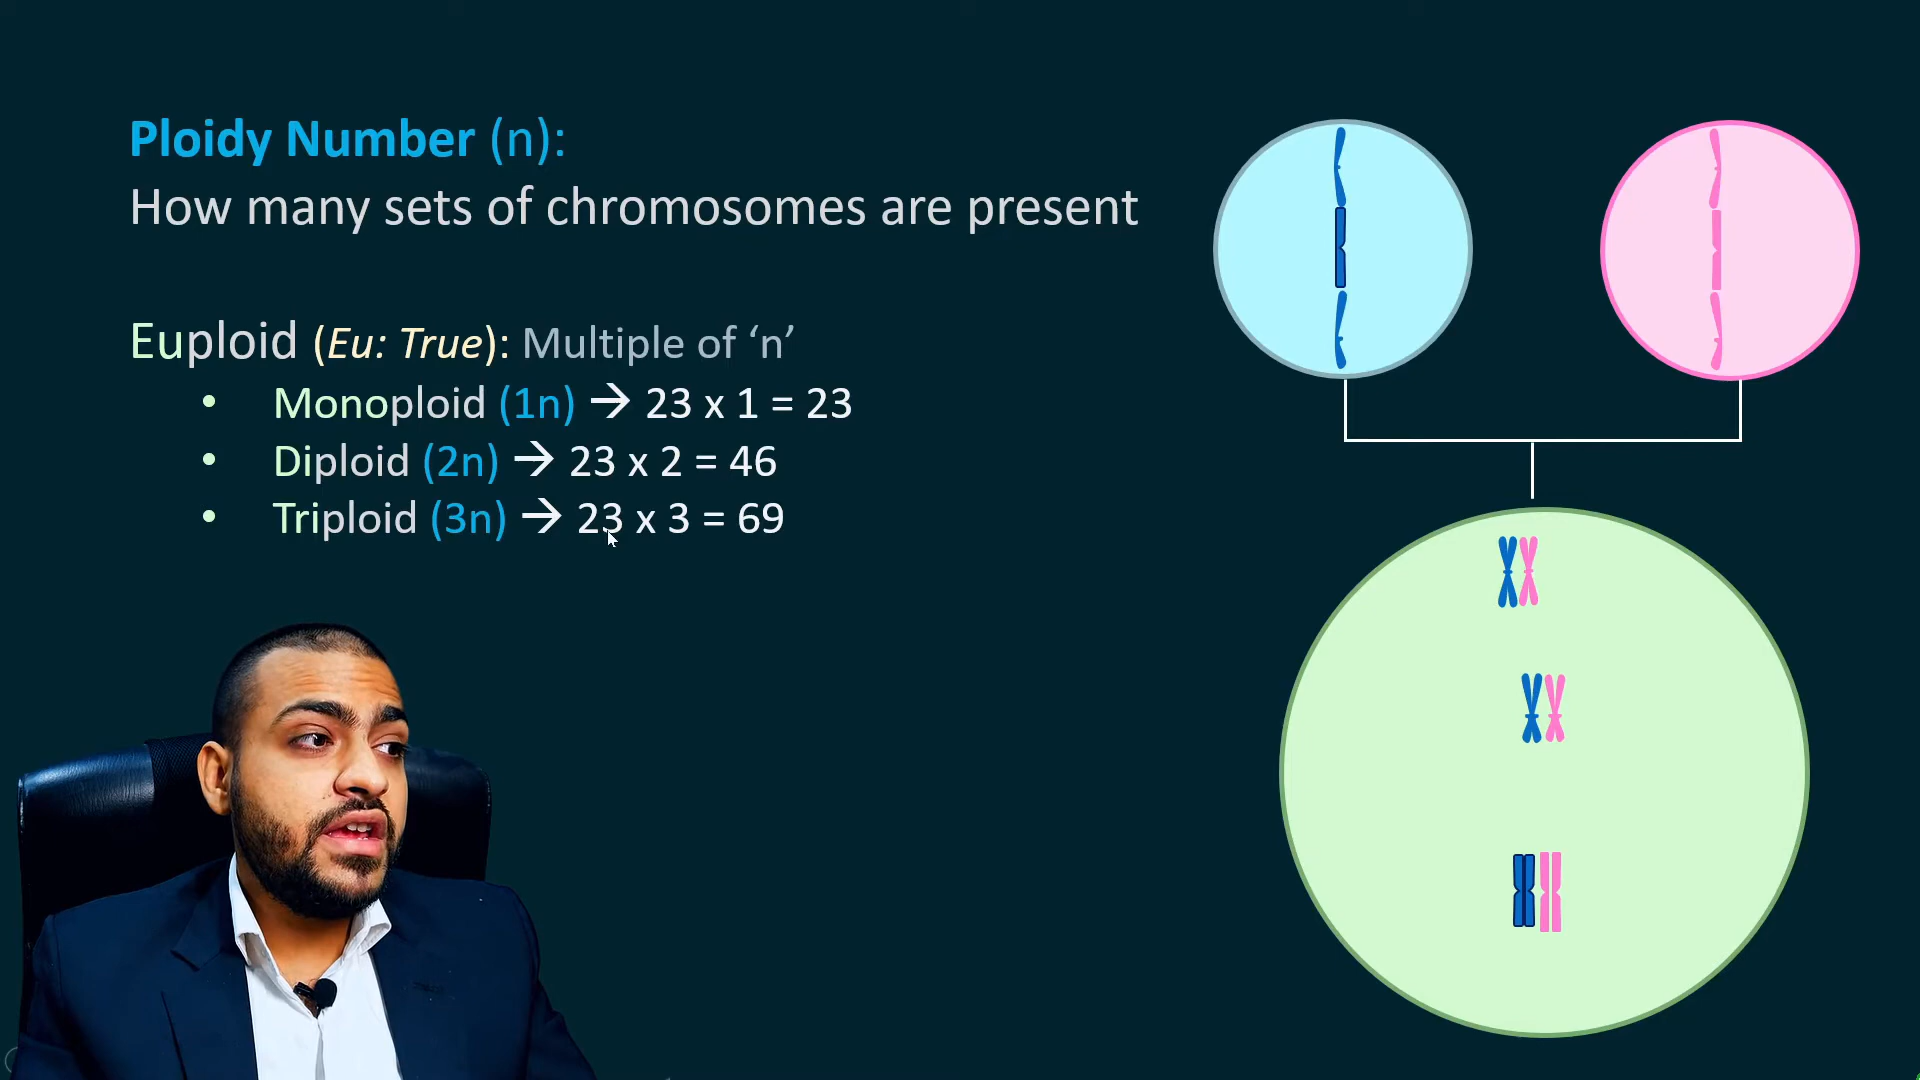 Ploidy Number (n):
How many sets of chromosomes are present
Euploid (Eu: True): Multiple of ‘n’
• Monoploid (1n) → 23 x 1 = 23
• Diploid (2n) → 23 x 2 = 46
• Triploid (3n) → 23 x 3 = 69